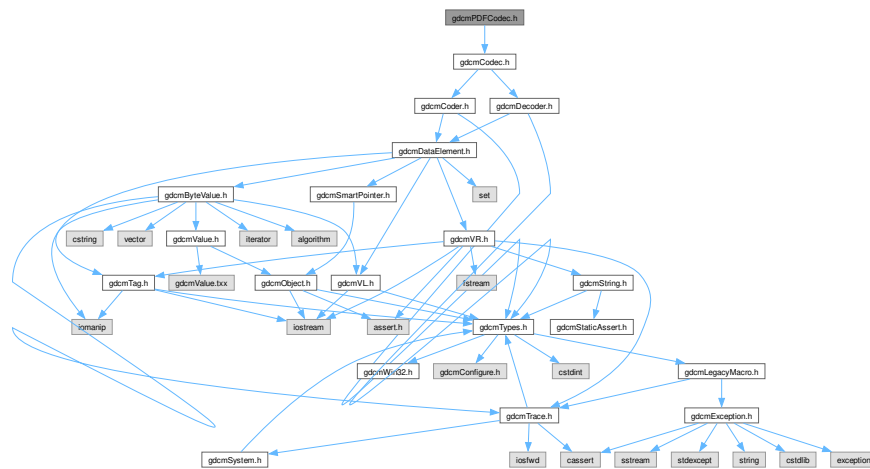 gdcmPDFCodec.h
gdcmCodec.h
gdcmCoder.h
gdcmDecoder.h
gdcmDataElement.h
gdcmByteValue.h
gdcmSmartPointer.h
set
cstring
vector
gdcmValue.h
iterator
algorithm
gdcmVR.h
gdcmTag.h
gdcmValue.txx
gdcmObject.h
gdcmVL.h
fstream
gdcmString.h
iomanip
iostream
assert.h
gdcmTypes.h
gdcmStaticAssert.h
gdcmWin32.h
gdcmConfigure.h
cstdint
gdcmLegacyMacro.h
gdcmTrace.h
gdcmException.h
gdcmSystem.h
iosfwd
cassert
sstream
stdexcept
string
cstdlib
exception